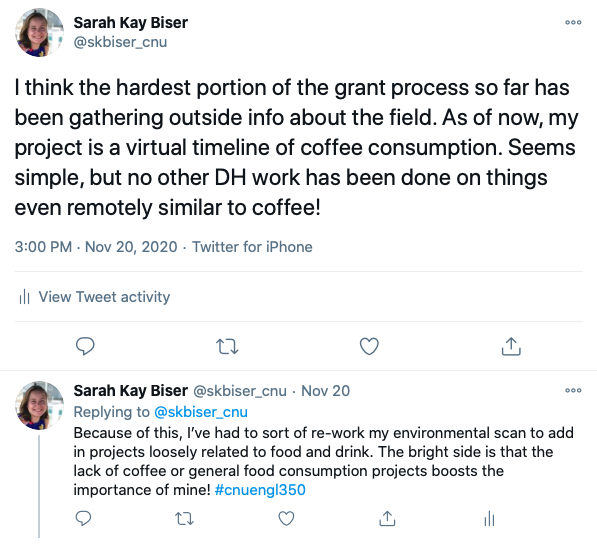 Sarah Kay Biser
@skbiser_cnu
I think the hardest portion of the grant process so far has
been gathering outside info about the field. As of now, my
project is a virtual timeline of coffee consumption. Seems
simple, but no other DH work has been done on things
even remotely similar to coffee!
3:00 PM · Nov 20, 2020 · Twitter for iPhone
View Tweet activity
Sarah Kay Biser @skbiser_cnu · Nov 20
Replying to @skbiser_cnu
Because of this, I’ve had to sort of re-work my environmental scan to add
in projects loosely related to food and drink. The bright side is that the
lack of coffee or general food consumption projects boosts the
importance of mine! #cnuengl350